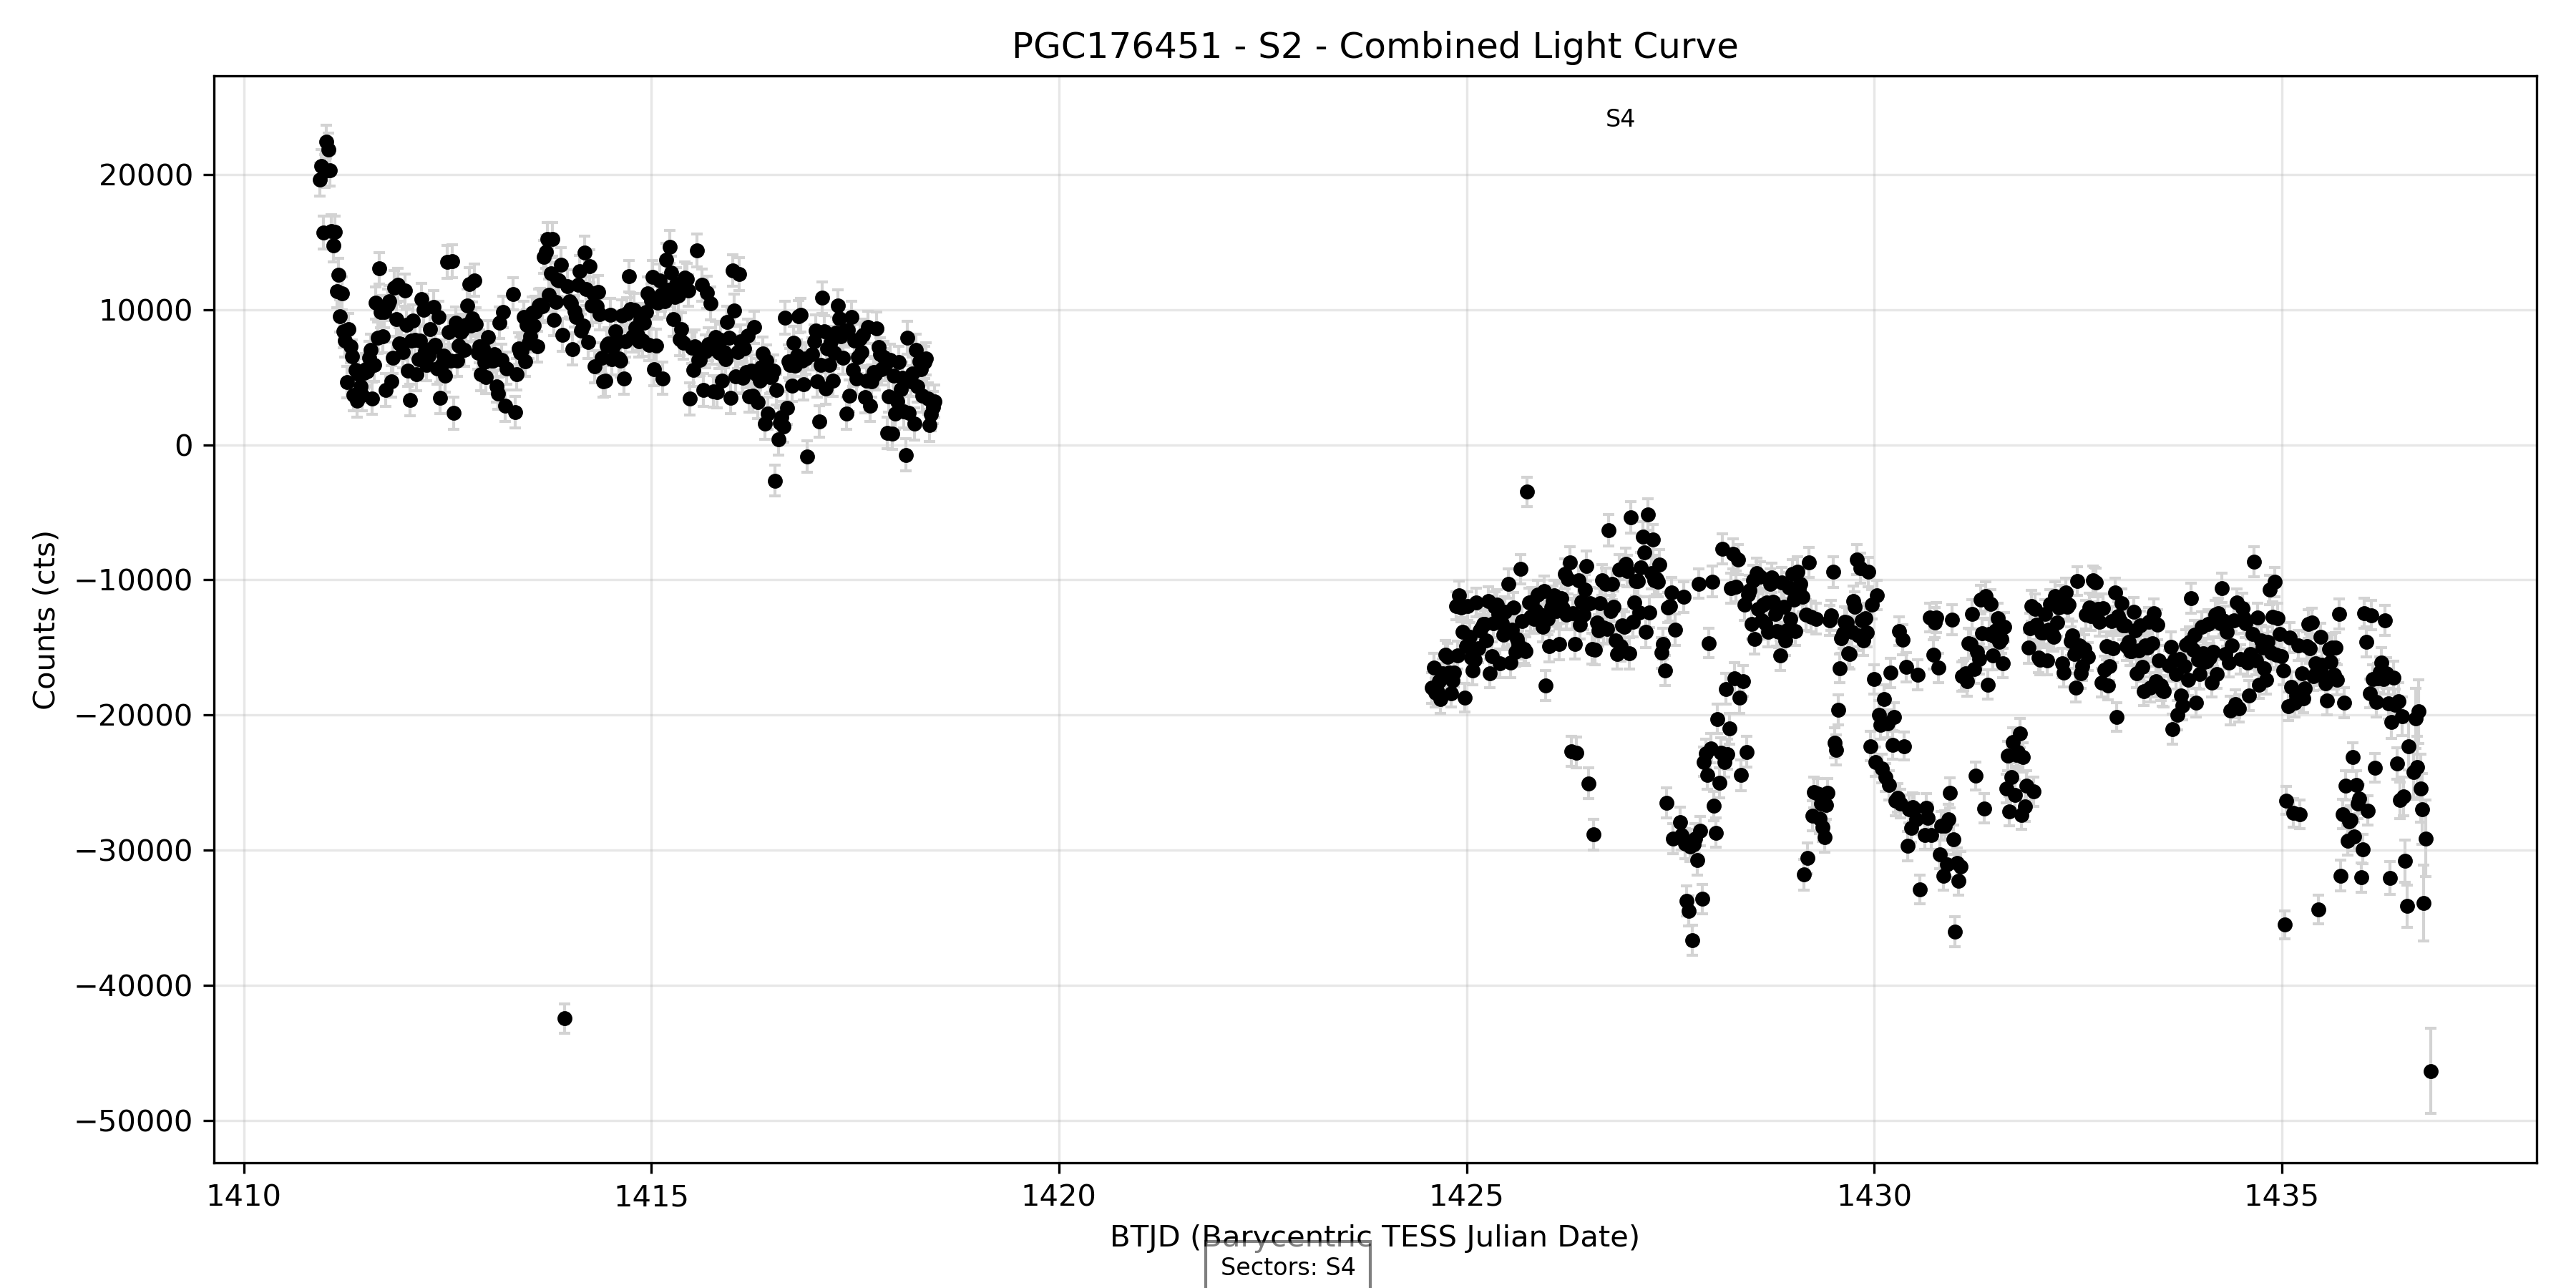 PGC176451 - S2 - Combined Light Curve
S4
20000
10000
0
−10000
−20000
−30000
−40000
−50000
Counts (cts)
1410 1415 1420 1425 1430 1435
BTJD (Barycentric TESS Julian Date)
Sectors: S4